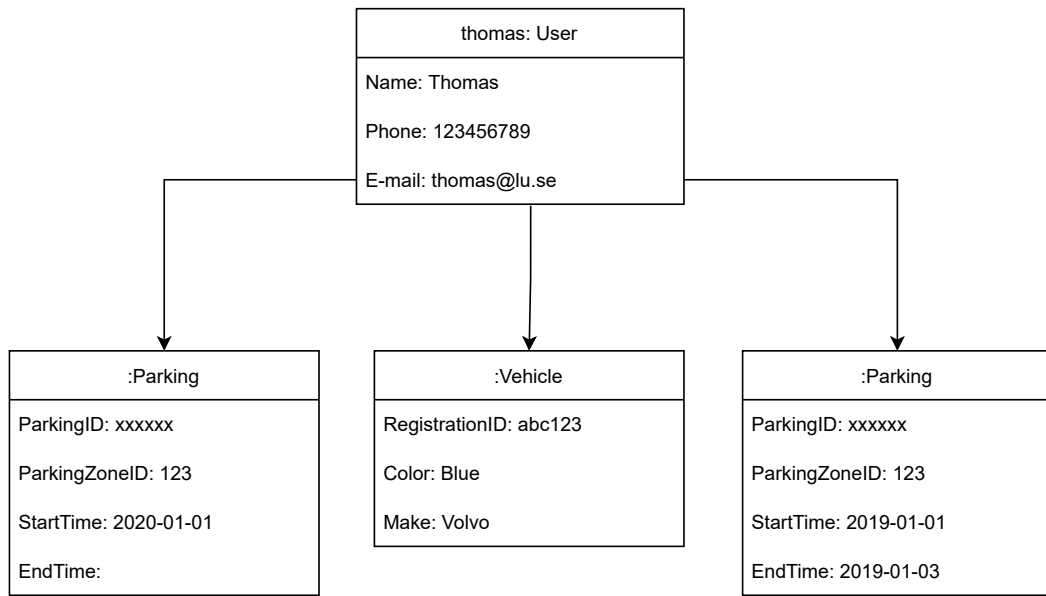 thomas: User
Name: Thomas
Phone: 123456789
E-mail: thomas@lu.se
:Parking
ParkingID: xxxxxx
ParkingZoneID: 123
StartTime: 2020-01-01
EndTime:
:Vehicle
RegistrationID: abc123
Color: Blue
Make: Volvo
:Parking
ParkingID: xxxxxx
ParkingZoneID: 123
StartTime: 2019-01-01
EndTime: 2019-01-03